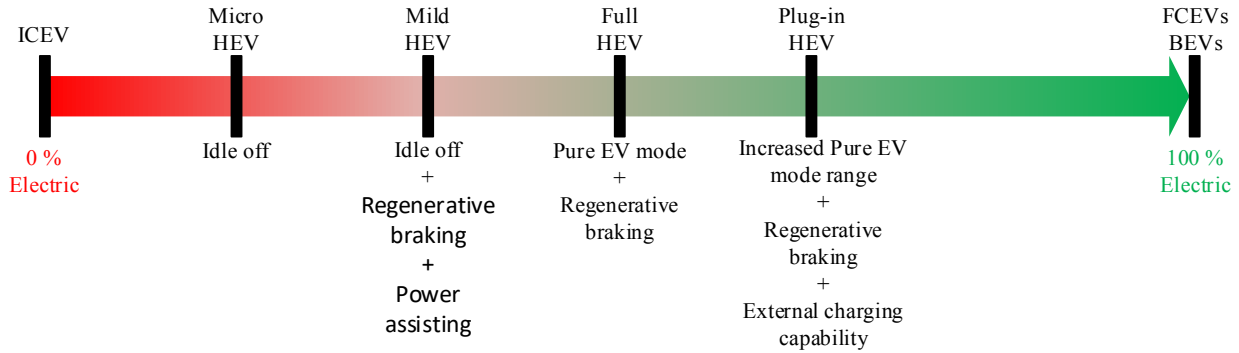 ICEV
Micro
HEV
Mild
HEV
Full
HEV
Plug-in
HEV
FCEVs
BEVs
0 %
Electric
Idle off
Idle off
+
Regenerative
braking
+
Power
assisting
Pure EV mode
+
Regenerative
braking
Increased Pure EV
mode range
+
Regenerative
braking
+
External charging
capability
100 %
Electric